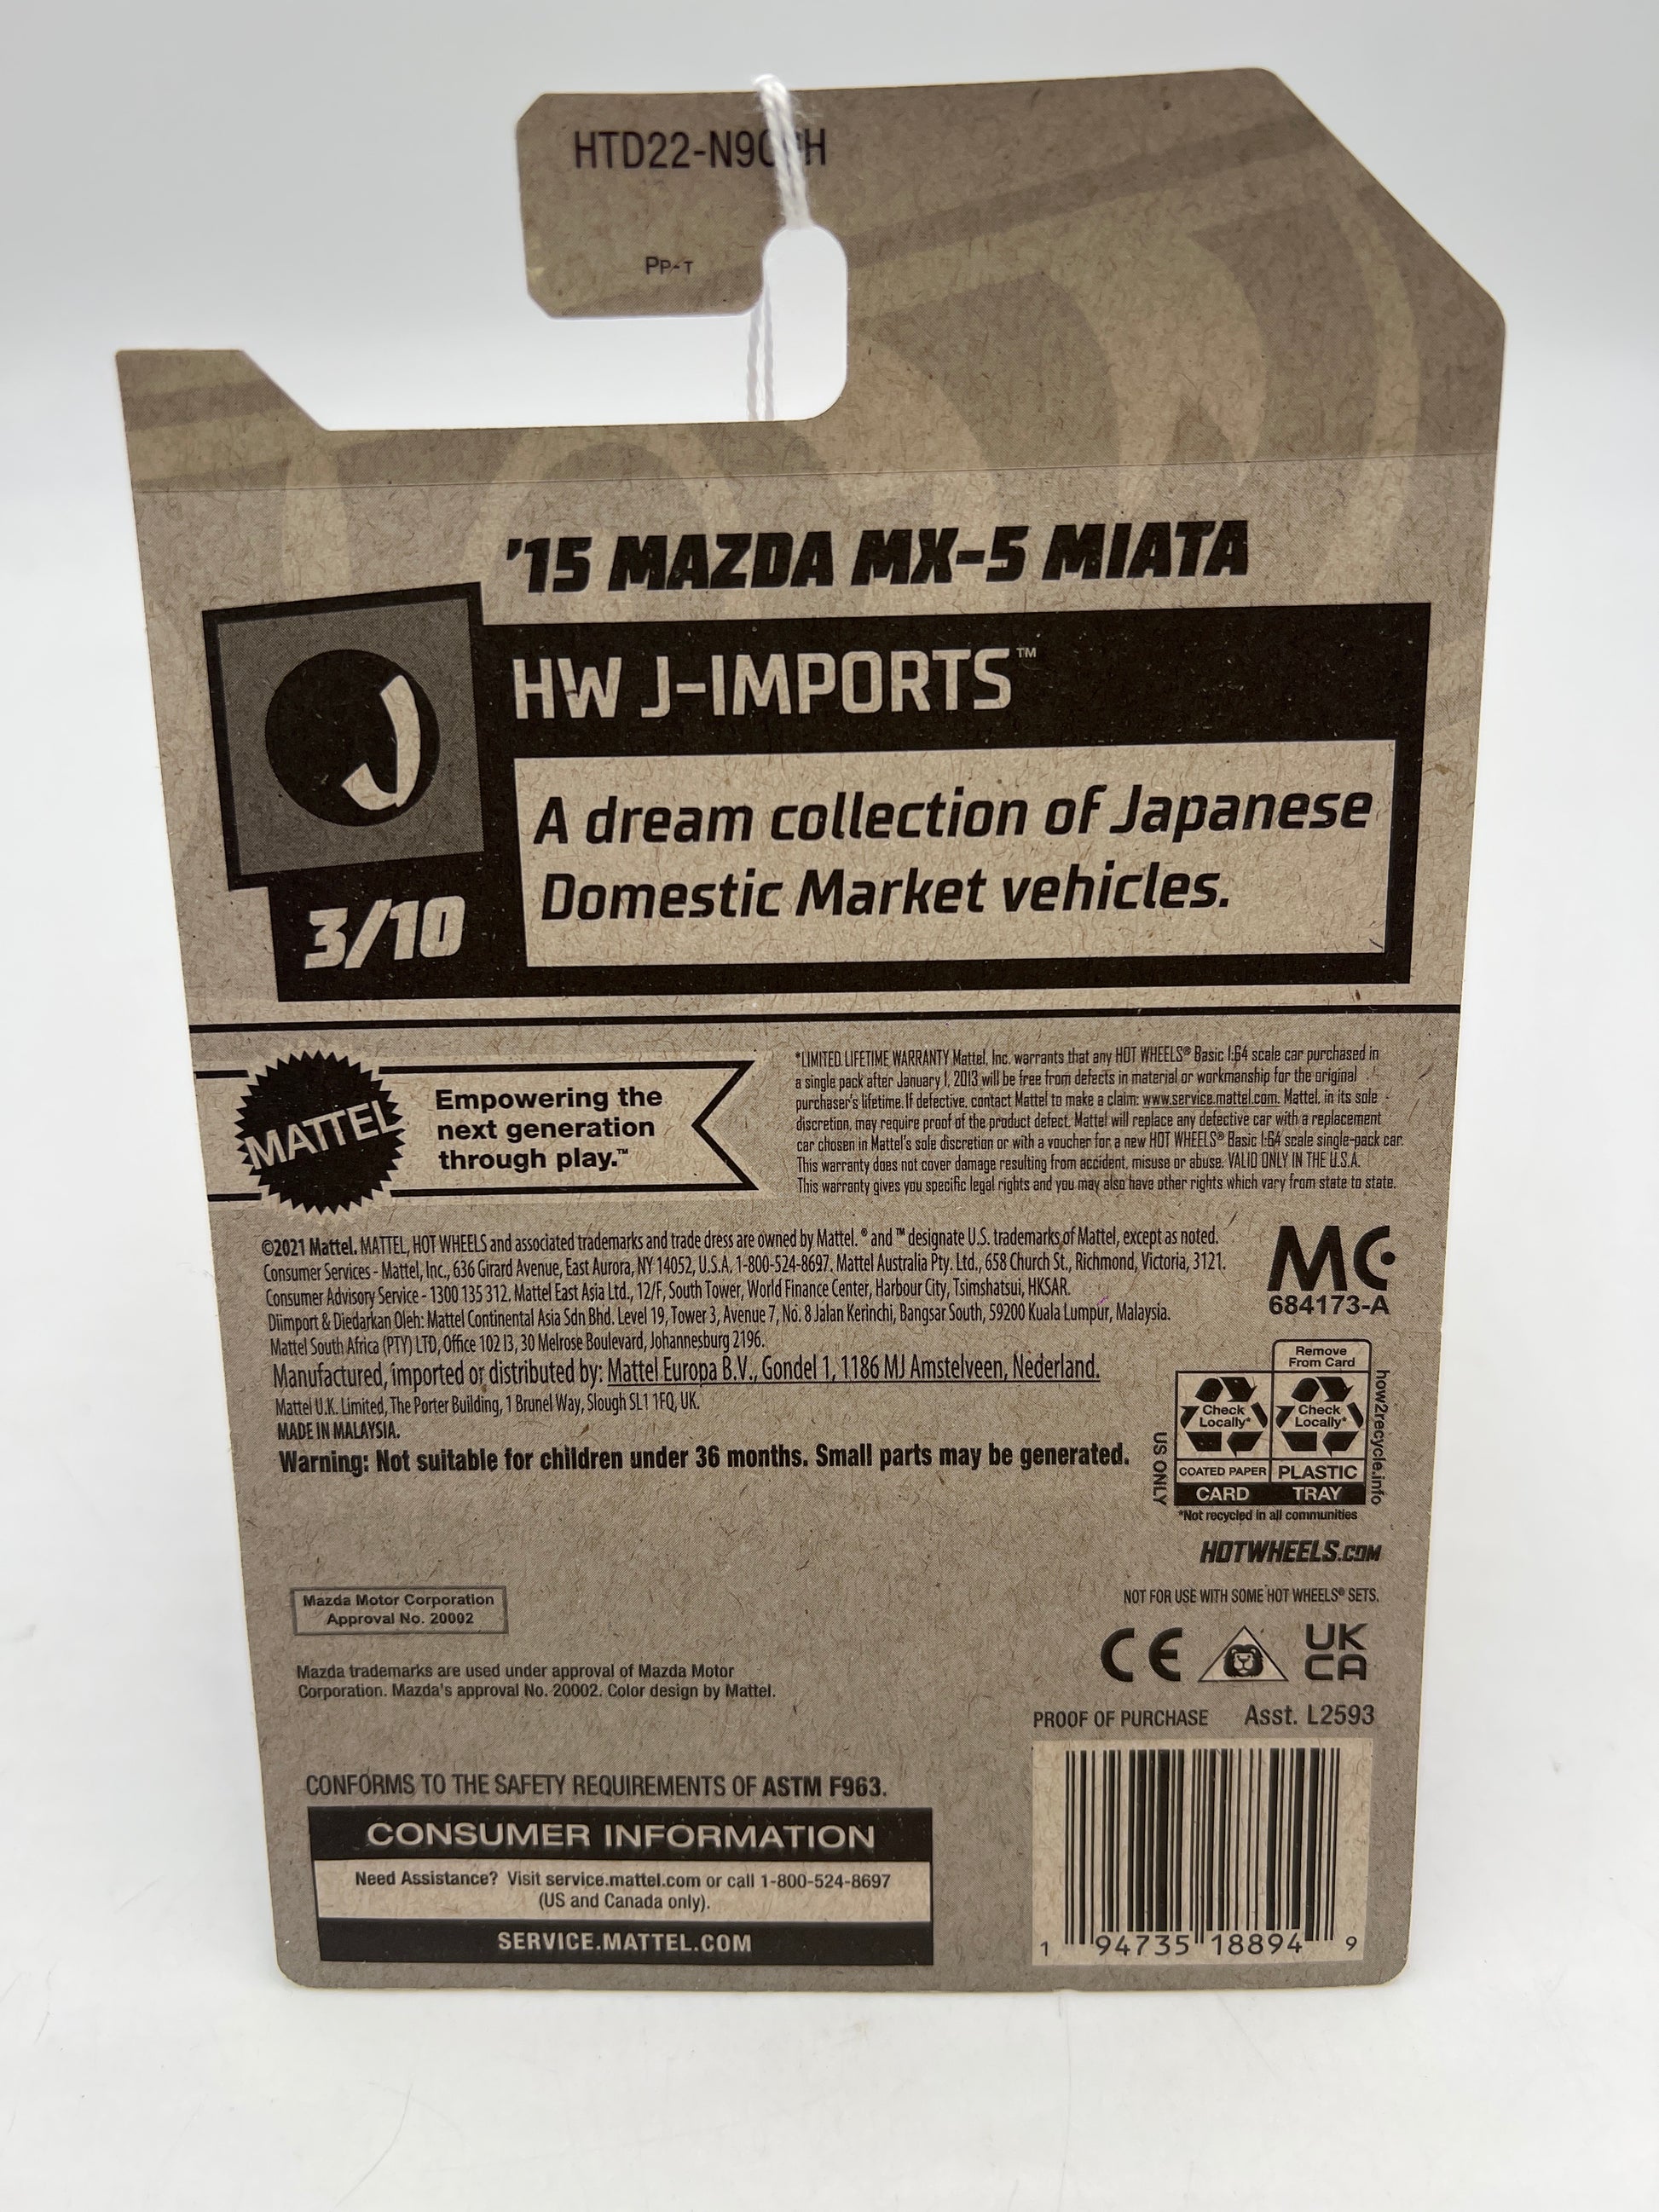 Pp-T
'15 MAZDA MX-5 MIATA
HW J-IMPORTS™
J
A dream collection of Japanese
Domestic Market vehicles.
3/10
MATTEL
Empowering the
next generation
through play.™
*LIMITED LIFETIME WARRANTY Mattel, Inc. warrants that any HOT WHEELS® Basic 1:64 scale car purchased in
a single pack after January 1, 2013 will be free from defects in material or workmanship for the original
purchaser's lifetime. If defective, contact Mattel to make a claim: www.service.mattel.com. Mattel, in its sole
discretion, may require proof of the product defect. Mattel will replace any defective car with a replacement
car chosen in Mattel's sole discretion or with a voucher for a new HOT WHEELS® Basic 1:64 scale single-pack car.
This warranty does not cover damage resulting from accident, misuse or abuse. VALID ONLY IN THE U.S.A.
This warranty gives you specific legal rights and you may also have other rights which vary from state to state.
©2021 Mattel. MATTEL, HOT WHEELS and associated trademarks and trade dress are owned by Mattel. ® and ™ designate U.S. trademarks of Mattel, except as noted.
Consumer Services - Mattel, Inc., 636 Girard Avenue, East Aurora, NY 14052, U.S.A. 1-800-524-8697. Mattel Australia Pty. Ltd., 658 Church St., Richmond, Victoria, 3121.
Consumer Advisory Service - 1300 135 312. Mattel East Asia Ltd., 12/F, South Tower, World Finance Center, Harbour City, Tsimshatsui, HKSAR.
Diimport & Diedarkan Oleh: Mattel Continental Asia Sdn Bhd. Level 19, Tower 3, Avenue 7, No. 8 Jalan Kerinchi, Bangsar South, 59200 Kuala Lumpur, Malaysia.
Mattel South Africa (PTY) LTD, Office 102 I3, 30 Melrose Boulevard, Johannesburg 2196.
Manufactured, imported or distributed by: Mattel Europa B.V., Gondel 1, 1186 MJ Amstelveen, Nederland.
Mattel U.K. Limited, The Porter Building, 1 Brunel Way, Slough SL1 1FQ, UK.
MADE IN MALAYSIA.
Warning: Not suitable for children under 36 months. Small parts may be generated.
MC
684173-A
Remove
From Card
Check
Locally*
Check
Locally*
COATED PAPER
PLASTIC
CARD
TRAY
US ONLY
how2recycle.info
*Not recycled in all communities
HOTWHEELS.COM
NOT FOR USE WITH SOME HOT WHEELS® SETS.
Mazda Motor Corporation
Approval No. 20002
Mazda trademarks are used under approval of Mazda Motor
Corporation. Mazda's approval No. 20002. Color design by Mattel.
CE
UK
CA
PROOF OF PURCHASE Asst. L2593
CONFORMS TO THE SAFETY REQUIREMENTS OF ASTM F963.
CONSUMER INFORMATION
Need Assistance? Visit service.mattel.com or call 1-800-524-8697
(US and Canada only).
SERVICE.MATTEL.COM
1 94735 18894 9